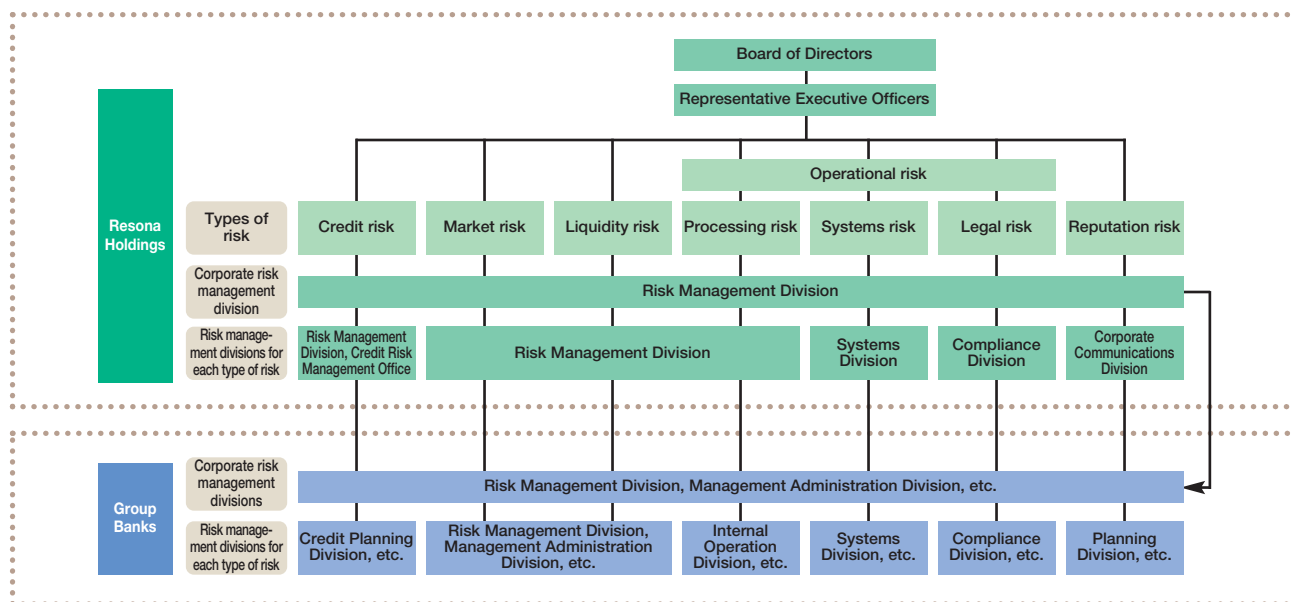 Board of Directors
Representative Executive Officers
Operational risk
Resona
Holdings
Types of
risk
Credit risk
Market risk
Liquidity risk
Processing risk
Systems risk
Legal risk
Reputation risk
Corporate risk
management
division
Risk Management Division
Risk manage-
ment divisions for
each type of risk
Risk Management
Division, Credit Risk
Management Office
Risk Management Division
Systems
Division
Compliance
Division
Corporate
Communications
Division
Group
Banks
Corporate risk
management
divisions
Risk Management Division, Management Administration Division, etc.
Risk manage-
ment divisions for
each type of risk
Credit Planning
Division, etc.
Risk Management Division,
Management Administration
Division, etc.
Internal
Operation
Division, etc.
Systems
Division, etc.
Compliance
Division, etc.
Planning
Division, etc.